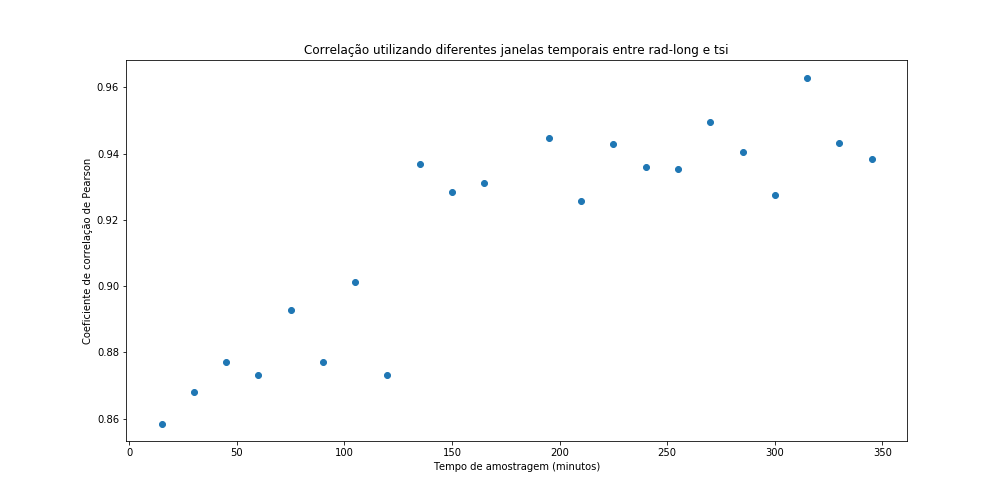 Correlação utilizando diferentes janelas temporais entre rad-long e tsi
Coeficiente de correlação de Pearson
0.96
0.94
0.92
0.90
0.88
0.86
0 50 100 150 200 250 300 350
Tempo de amostragem (minutos)